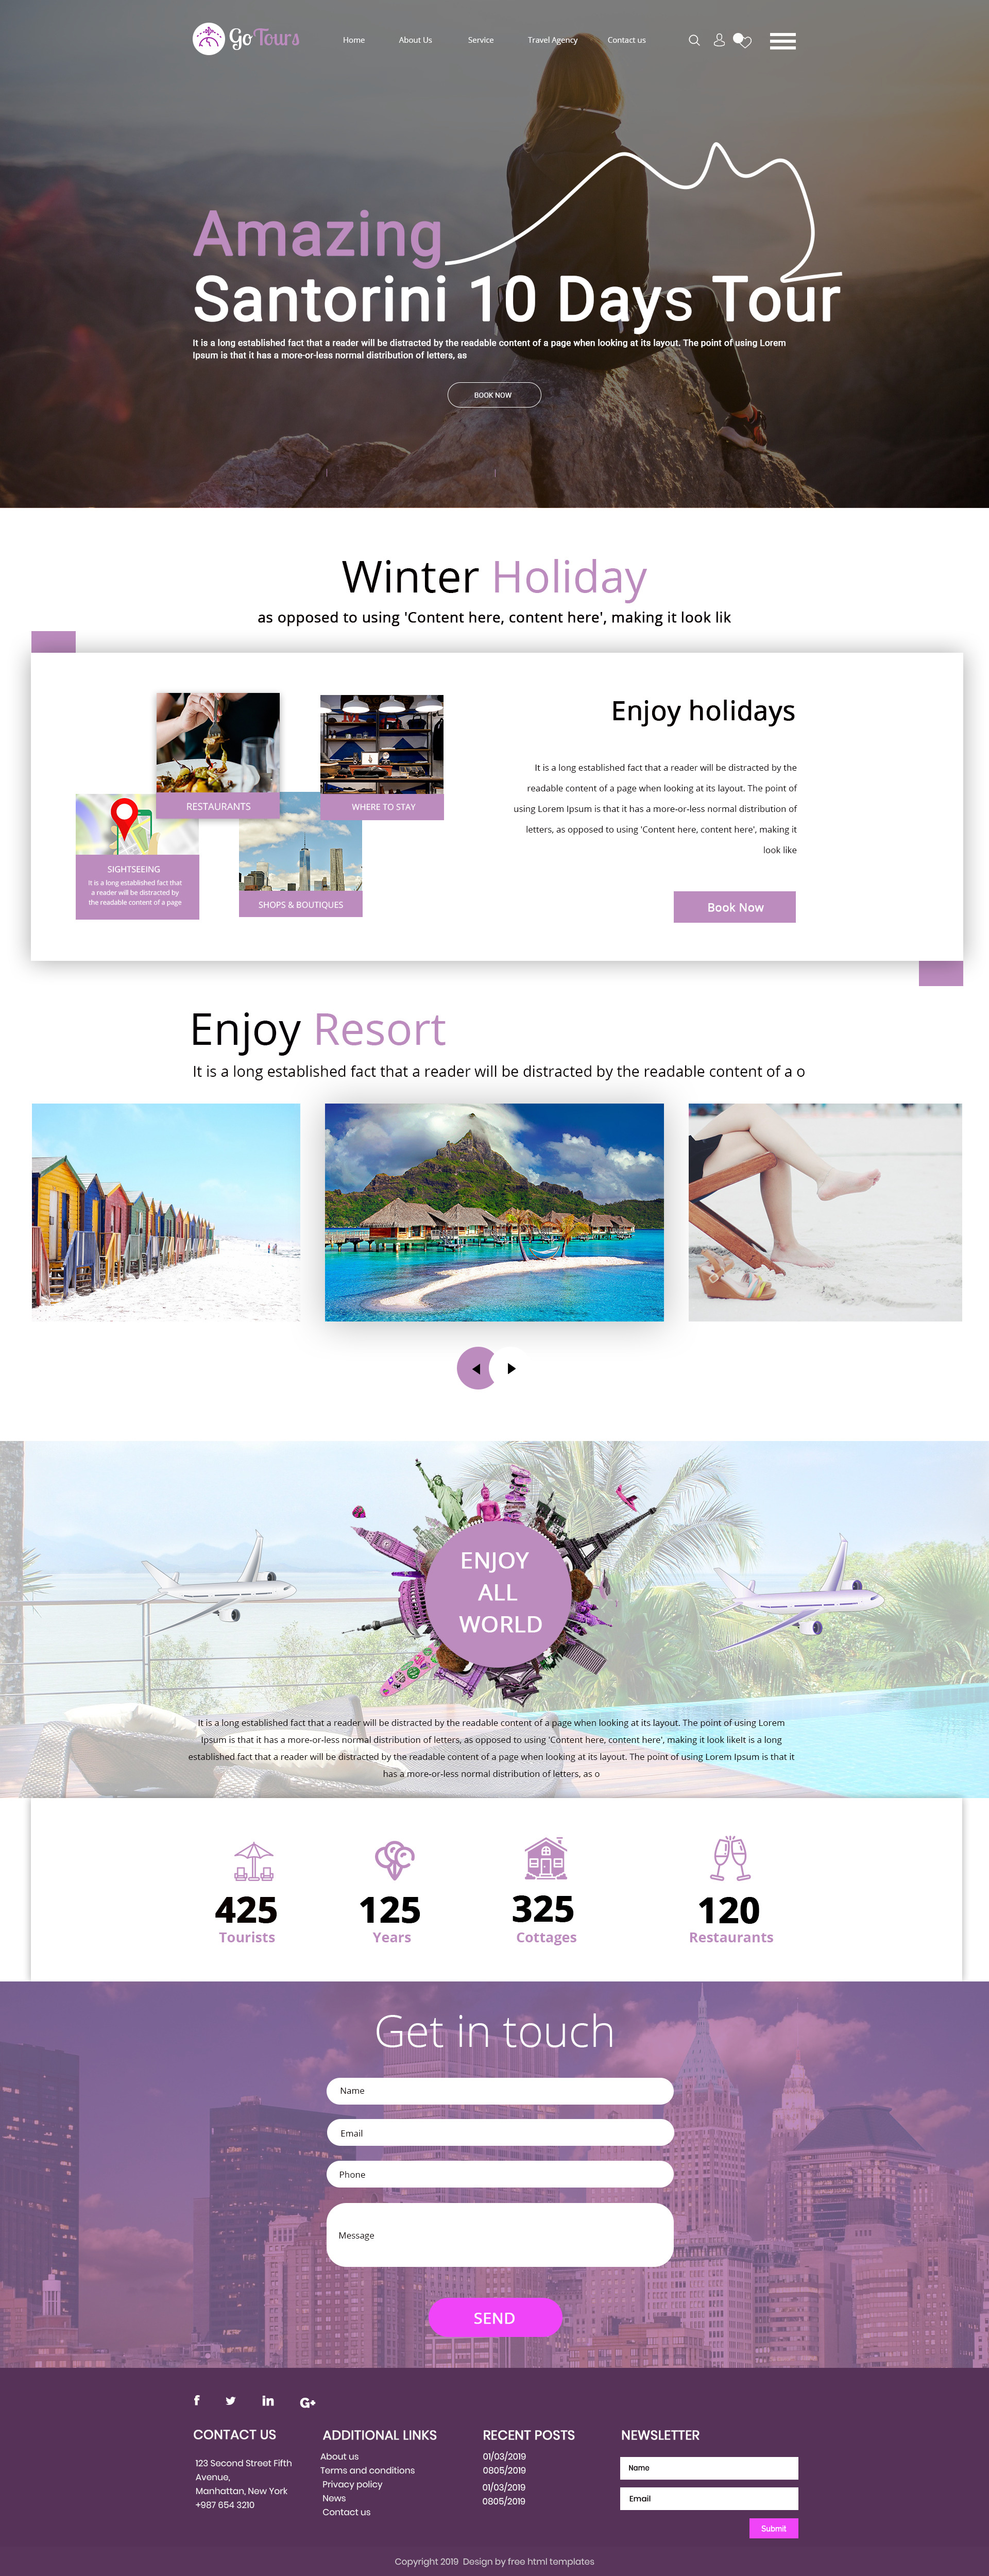 Go Tours
Home
About Us
Service
Travel Agency
Contact us
Amazing
Santorini 10 Days Tour
It is a long established fact that a reader will be distracted by the readable content of a page when looking at its layout. The point of using Lorem
Ipsum is that it has a more-or-less normal distribution of letters, as
BOOK NOW
Winter Holiday
as opposed to using 'Content here, content here', making it look lik
RESTAURANTS
WHERE TO STAY
SIGHTSEEING
It is a long established fact that
a reader will be distracted by
the readable content of a page
SHOPS & BOUTIQUES
Enjoy holidays
It is a long established fact that a reader will be distracted by the
readable content of a page when looking at its layout. The point of
using Lorem Ipsum is that it has a more-or-less normal distribution of
letters, as opposed to using 'Content here, content here', making it
look like
Book Now
Enjoy Resort
It is a long established fact that a reader will be distracted by the readable content of a o
ENJOY
ALL
WORLD
It is a long established fact that a reader will be distracted by the readable content of a page when looking at its layout. The point of using Lorem
Ipsum is that it has a more-or-less normal distribution of letters, as opposed to using 'Content here, content here', making it look likeIt is a long
established fact that a reader will be distracted by the readable content of a page when looking at its layout. The point of using Lorem Ipsum is that it
has a more-or-less normal distribution of letters, as o
425
Tourists
125
Years
325
Cottages
120
Restaurants
Get in touch
Name
Email
Phone
Message
SEND
f
in
G+
CONTACT US
123 Second Street Fifth
Avenue,
Manhattan, New York
+987 654 3210
ADDITIONAL LINKS
About us
Terms and conditions
Privacy policy
News
Contact us
RECENT POSTS
01/03/2019
0805/2019
01/03/2019
0805/2019
NEWSLETTER
Name
Email
Submit
Copyright 2019 Design by free html templates